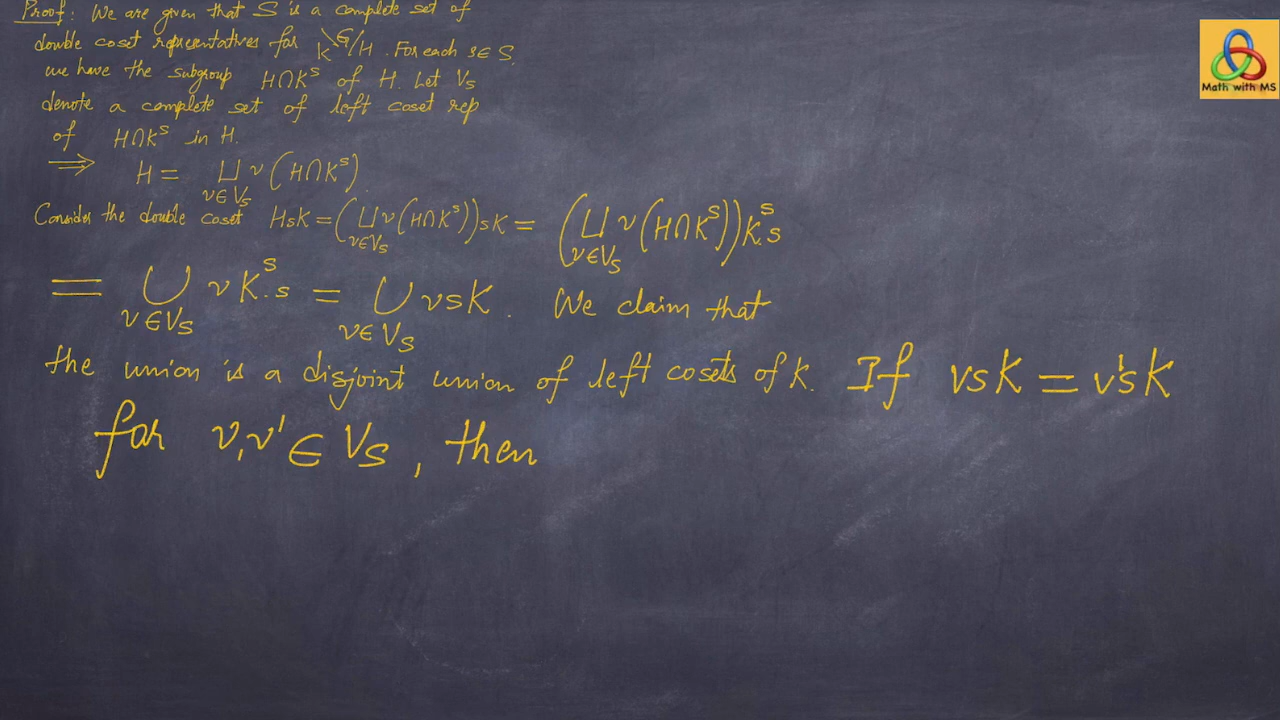 Proof: We are given that S is a complete set of
double coset representatives for K\G/H. For each s∈S,
we have the subgroup H∩K^s of H. Let V_s
denote a complete set of left coset rep
of H∩K^s in H.
⟹ H = ⊔_{v∈V_s} v(H∩K^s).
Consider the double coset HsK = (⊔_{v∈V_s} v(H∩K^s))sK = (⊔_{v∈V_s} v(H∩K^s))K^s.s
= ∪_{v∈V_s} vK^s.s = ∪_{v∈V_s} vsK. We claim that
the union is a disjoint union of left cosets of K. If vsK = v'sK
for v,v' ∈ V_s, then
Math with MS